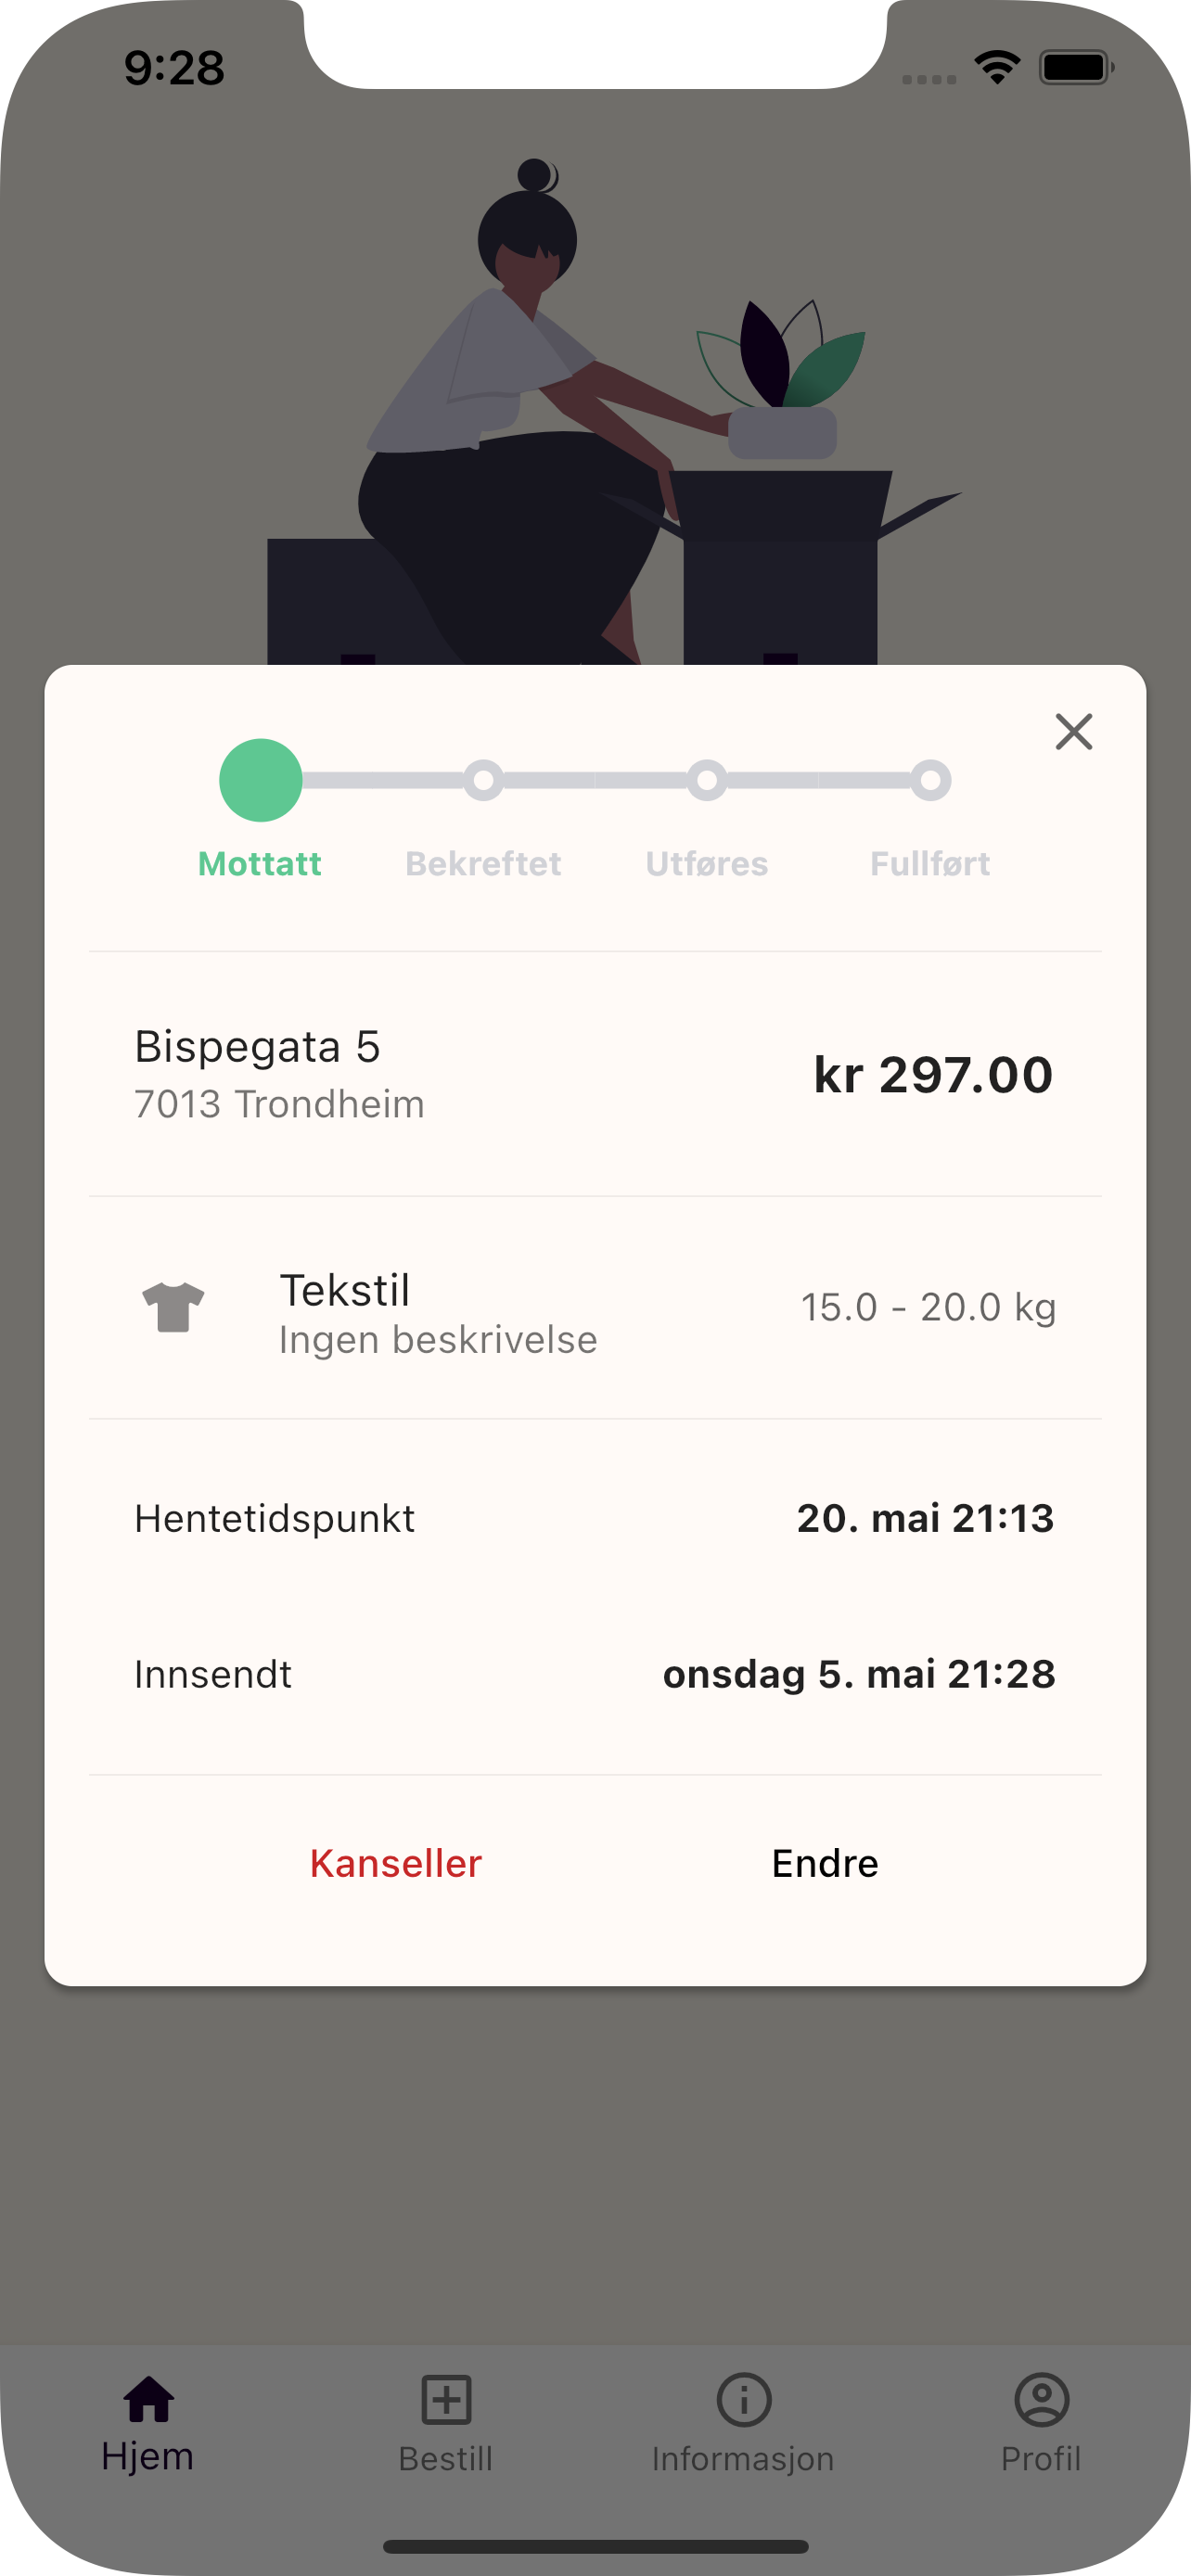 9:28
Mottatt Bekreftet Utføres Fullført
Bispegata 5
kr 297.00
7013 Trondheim
Tekstil
15.0 - 20.0 kg
Ingen beskrivelse
Hentetidspunkt 20. mai 21:13
Innsendt onsdag 5. mai 21:28
Kanseller Endre
Hjem Bestill Informasjon Profil